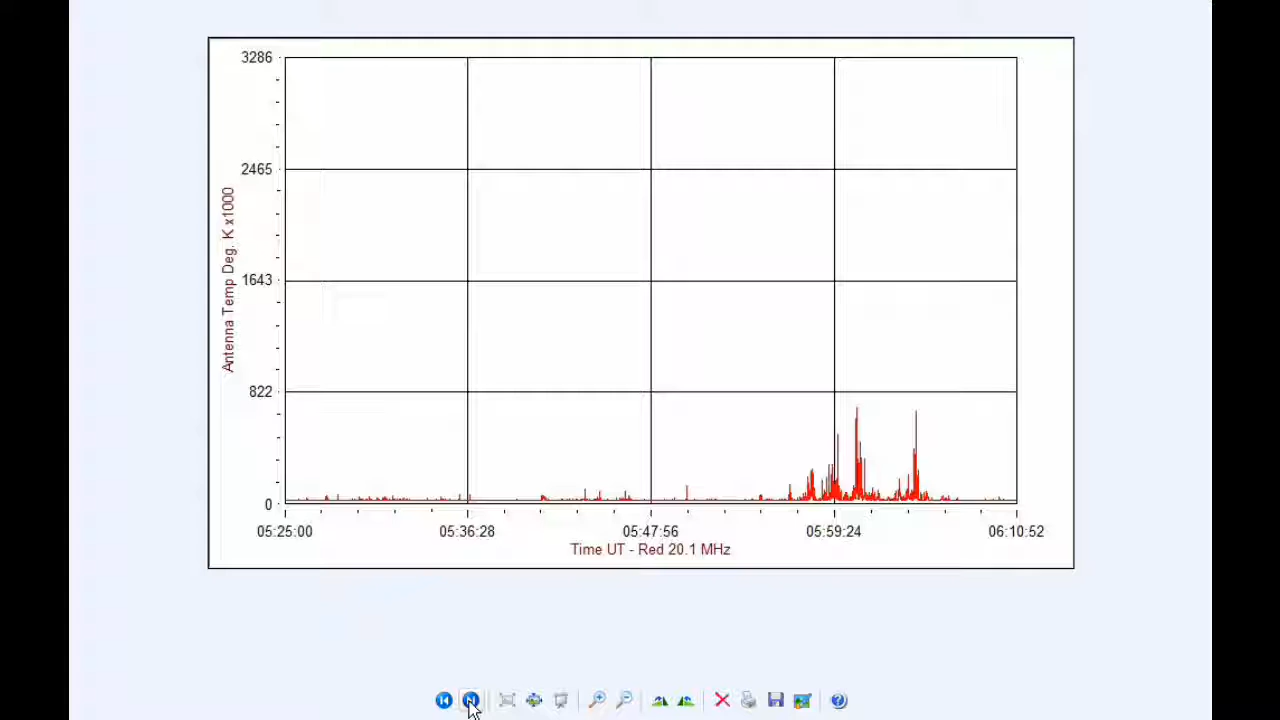 3286
2465
1643
822
0
Antenna Temp Deg. K x1000
05:25:00 05:36:28 05:47:56 05:59:24 06:10:52
Time UT - Red 20.1 MHz